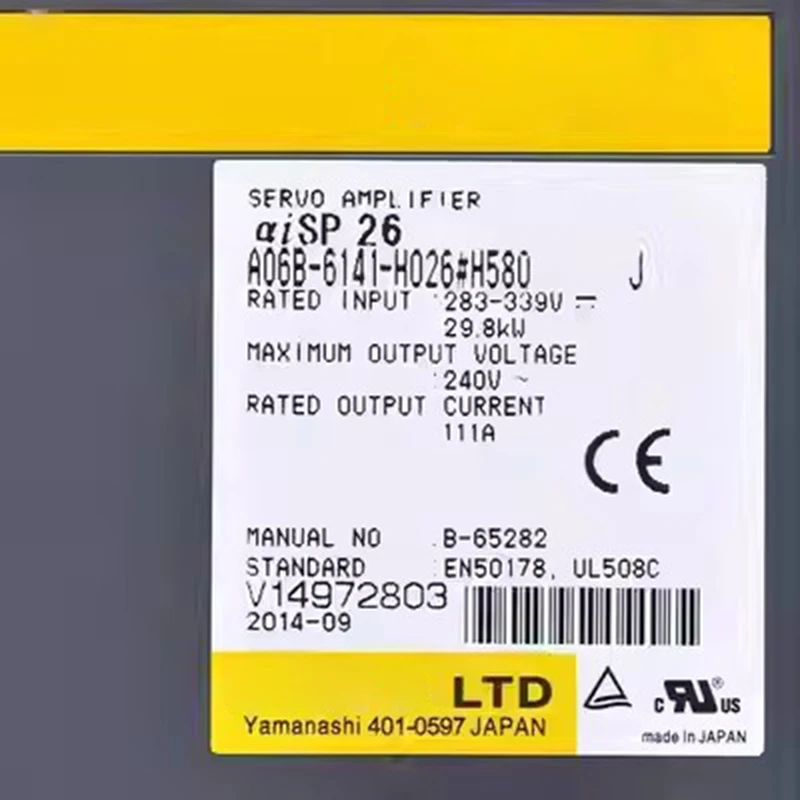 SERVO AMPLIFIER
αiSP 26
A06B-6141-H026#H580 J
RATED INPUT :283-339V ⎓
29.8kW
MAXIMUM OUTPUT VOLTAGE
:240V ~
RATED OUTPUT CURRENT
111A
CE
MANUAL NO .B-65282
STANDARD :EN50178, UL508C
V14972803
2014-09
LTD
Yamanashi 401-0597 JAPAN
c RU® US
made in JAPAN